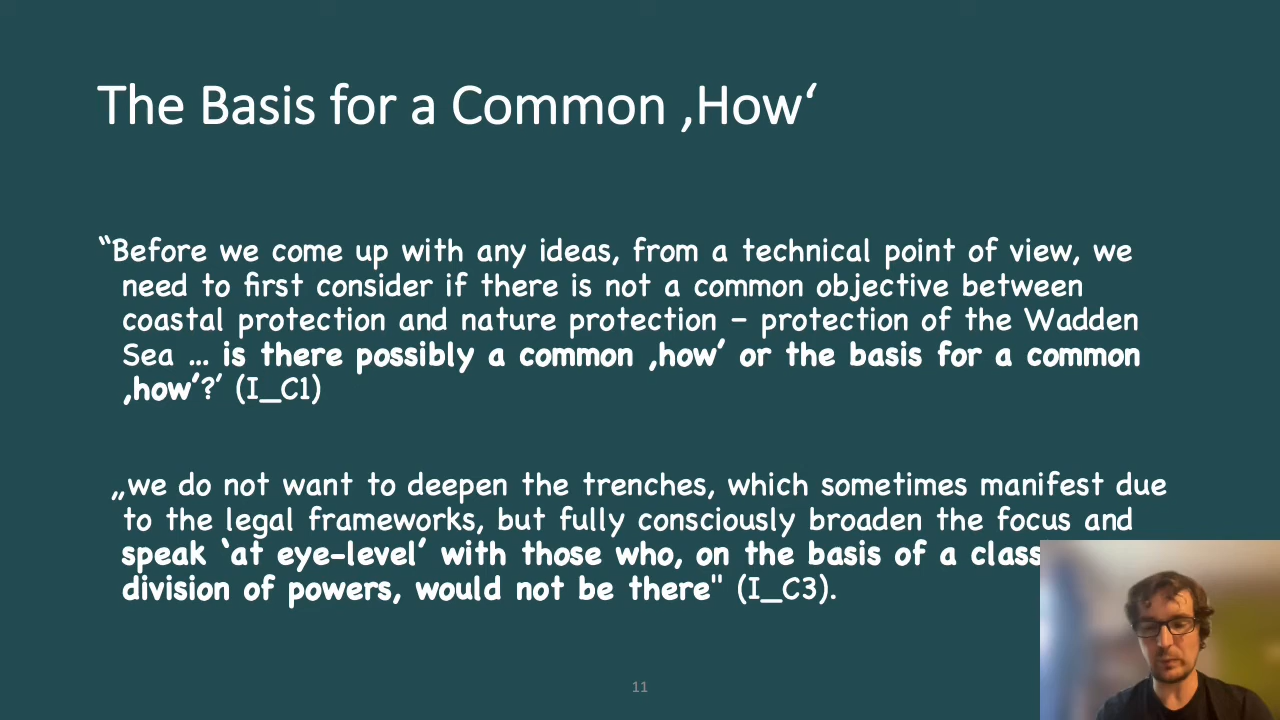 The Basis for a Common ‚How‘
“Before we come up with any ideas, from a technical point of view, we
need to first consider if there is not a common objective between
coastal protection and nature protection – protection of the Wadden
Sea … is there possibly a common ‚how’ or the basis for a common
‚how’?’ (I_C1)
„we do not want to deepen the trenches, which sometimes manifest due
to the legal frameworks, but fully consciously broaden the focus and
speak ‘at eye-level’ with those who, on the basis of a class
division of powers, would not be there" (I_C3).
11